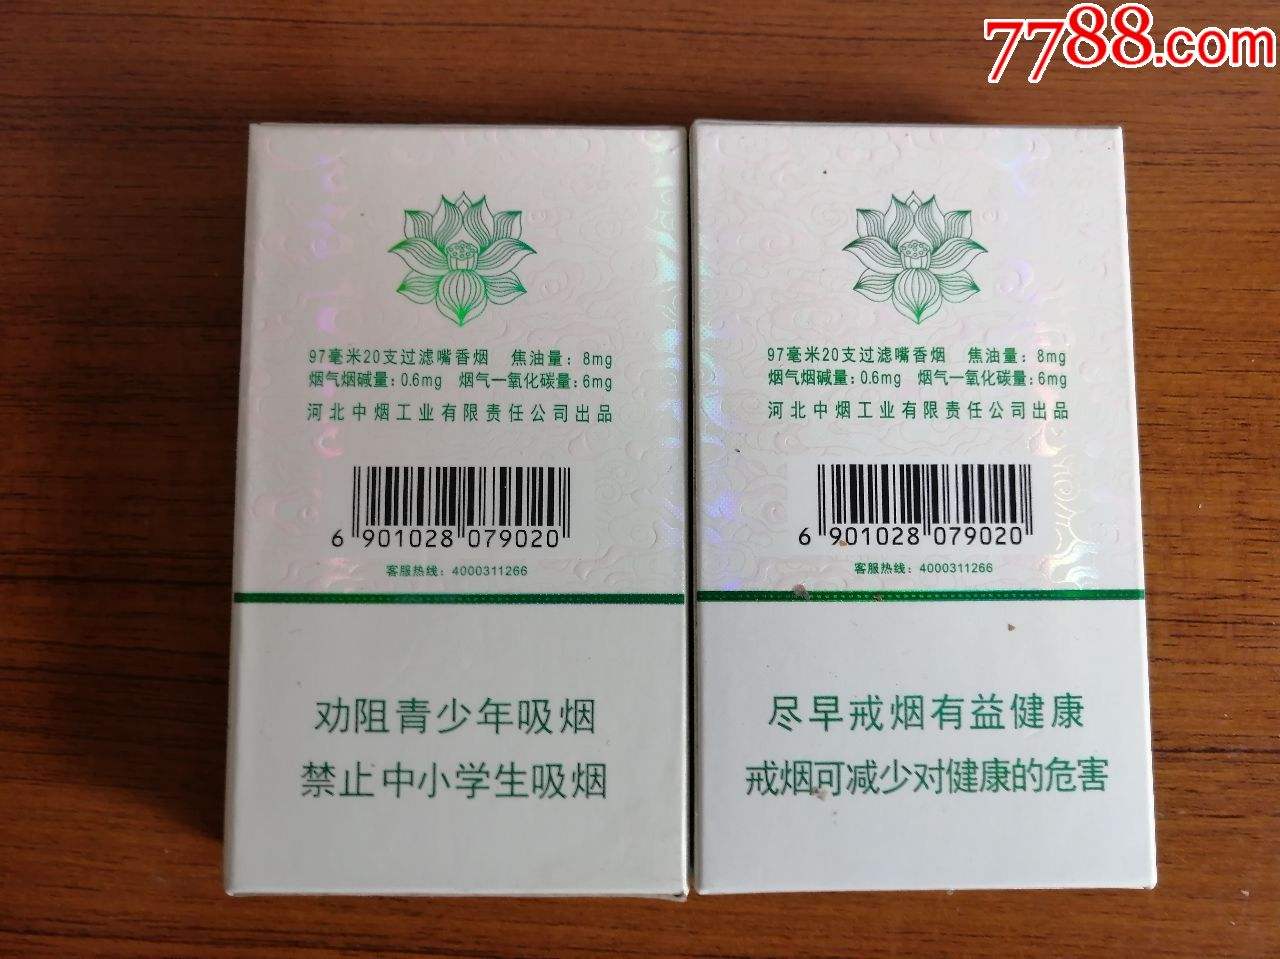 7788.com
97毫米20支过滤嘴香烟 焦油量：8mg
烟气烟碱量：0.6mg 烟气一氧化碳量：6mg
河北中烟工业有限责任公司出品
6 901028 079020
客服热线：4000311266
劝阻青少年吸烟
禁止中小学生吸烟
97毫米20支过滤嘴香烟 焦油量：8mg
烟气烟碱量：0.6mg 烟气一氧化碳量：6mg
河北中烟工业有限责任公司出品
6 901028 079020
客服热线：4000311266
尽早戒烟有益健康
戒烟可减少对健康的危害